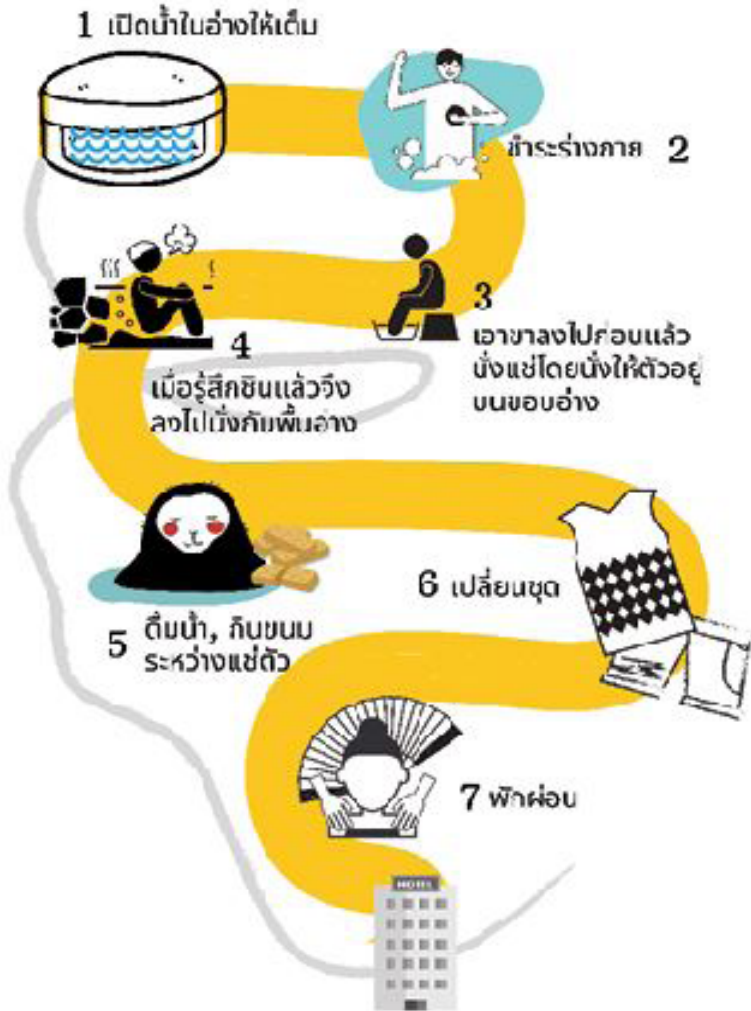 1 เปิดน้ำในอ่างให้เต็ม
ชำระร่างกาย 2
3
เอาขาลงไปก่อนแล้ว
นั่งแช่โดยนั่งให้ตัวอยู่
บนขอบอ่าง
4
เมื่อรู้สึกชินแล้วจึง
ลงไปนั่งกับพื้นอ่าง
5 ดื่มน้ำ, กินขนม
ระหว่างแช่ตัว
6 เปลี่ยนชุด
7 พักผ่อน
HOTEL